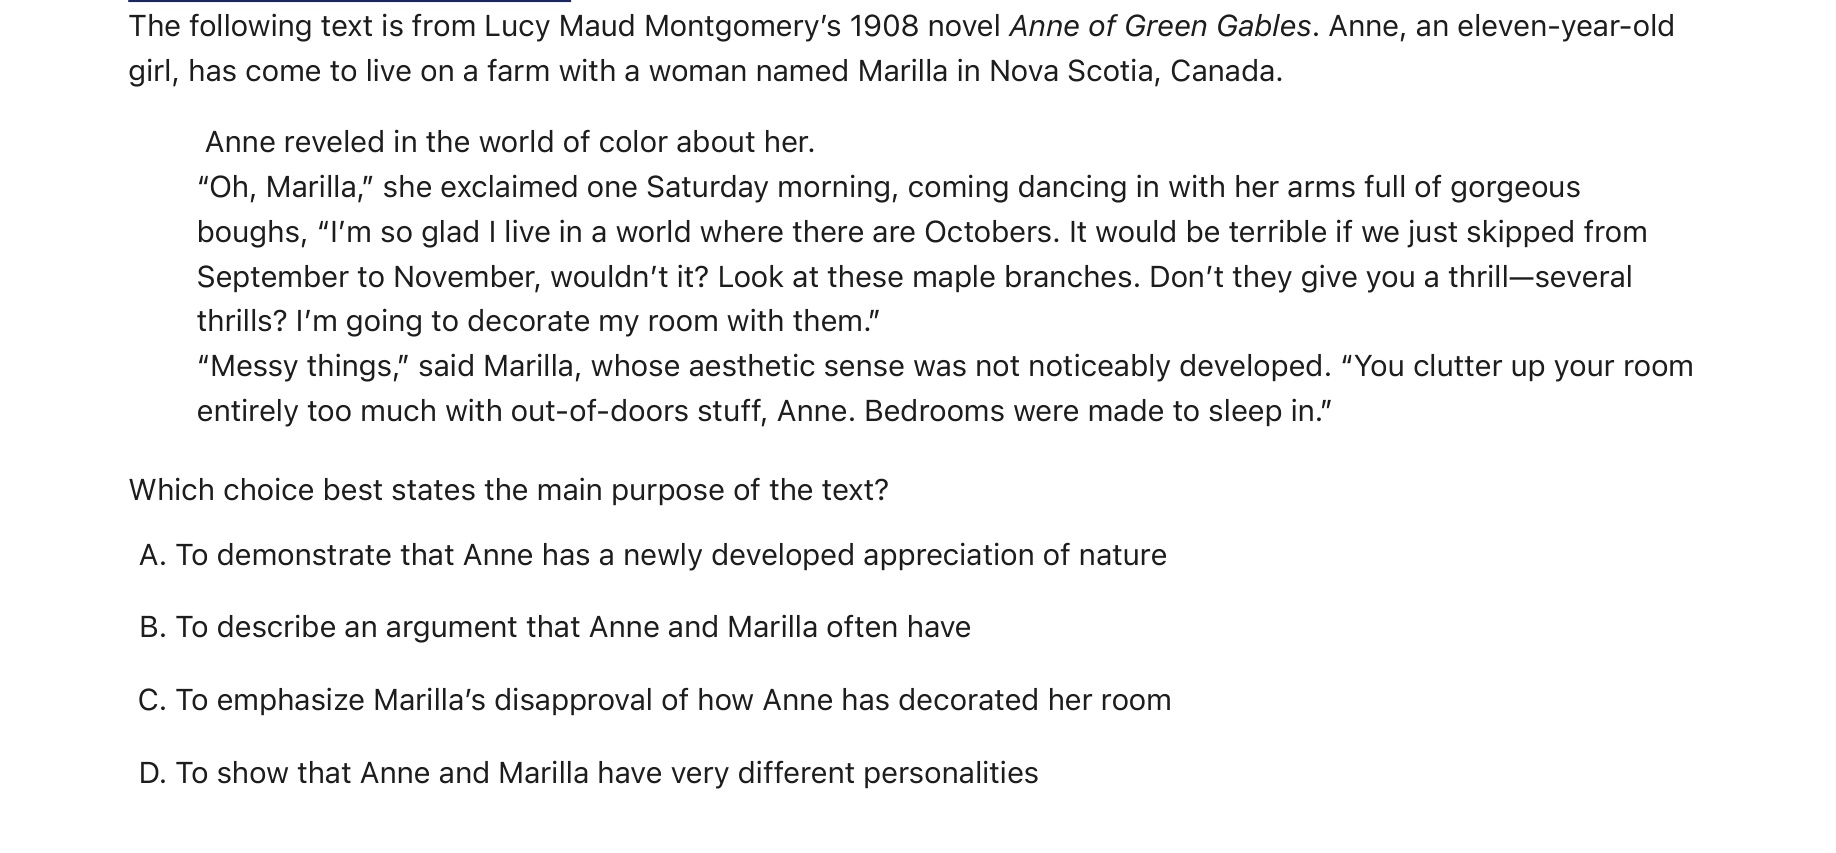 The following text is from Lucy Maud Montgomery’s 1908 novel Anne of Green Gables. Anne, an eleven-year-old
girl, has come to live on a farm with a woman named Marilla in Nova Scotia, Canada.
Anne reveled in the world of color about her.
“Oh, Marilla,” she exclaimed one Saturday morning, coming dancing in with her arms full of gorgeous
boughs, “I’m so glad I live in a world where there are Octobers. It would be terrible if we just skipped from
September to November, wouldn’t it? Look at these maple branches. Don’t they give you a thrill—several
thrills? I’m going to decorate my room with them.”
“Messy things,” said Marilla, whose aesthetic sense was not noticeably developed. “You clutter up your room
entirely too much with out-of-doors stuff, Anne. Bedrooms were made to sleep in.”
Which choice best states the main purpose of the text?
A. To demonstrate that Anne has a newly developed appreciation of nature
B. To describe an argument that Anne and Marilla often have
C. To emphasize Marilla’s disapproval of how Anne has decorated her room
D. To show that Anne and Marilla have very different personalities